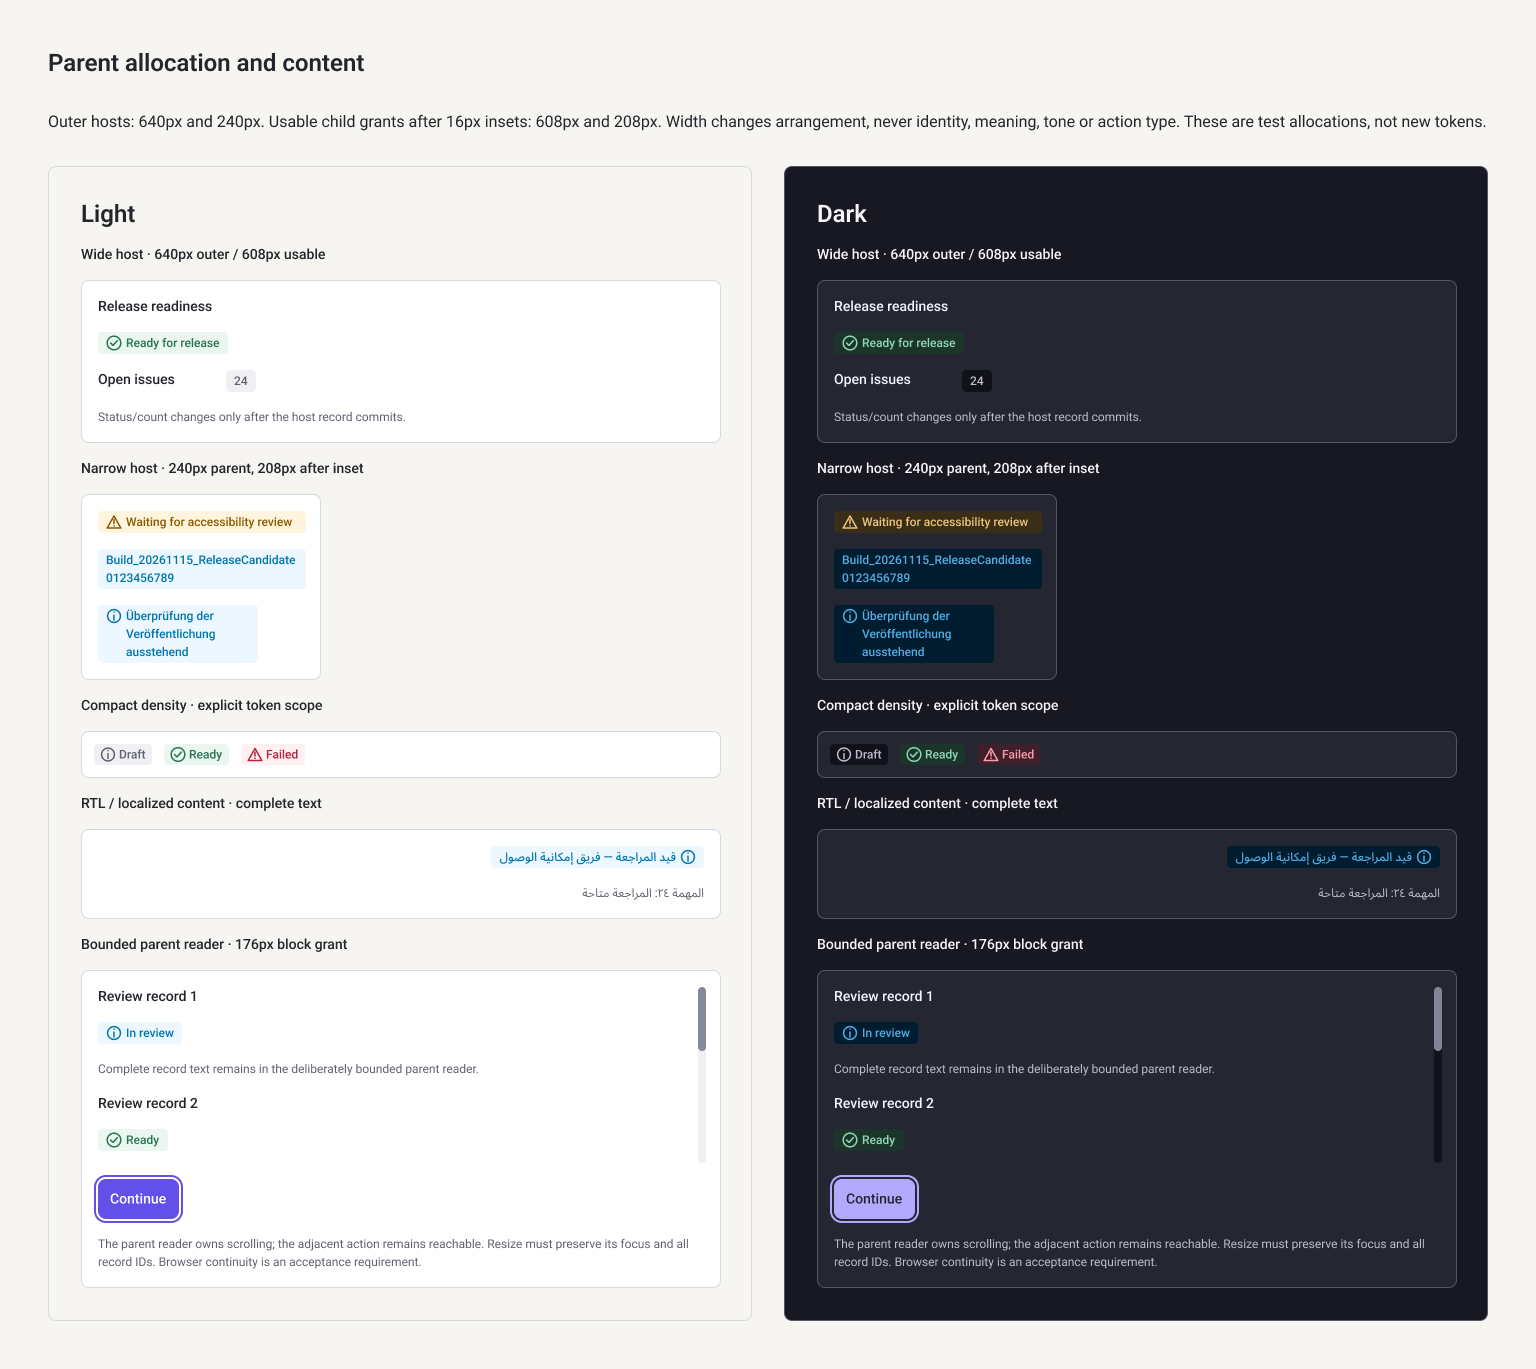 Parent allocation and content
Outer hosts: 640px and 240px. Usable child grants after 16px insets: 608px and 208px. Width changes arrangement, never identity, meaning, tone or action type. These are test allocations, not new tokens.
Light
Wide host · 640px outer / 608px usable
Release readiness
Ready for release
Open issues 24
Status/count changes only after the host record commits.
Narrow host · 240px parent, 208px after inset
Waiting for accessibility review
Build_20261115_ReleaseCandidate
0123456789
Überprüfung der
Veröffentlichung
ausstehend
Compact density · explicit token scope
Draft Ready Failed
RTL / localized content · complete text
قيد المراجعة — فريق إمكانية الوصول
المهمة ٢٤: المراجعة متاحة
Bounded parent reader · 176px block grant
Review record 1
In review
Complete record text remains in the deliberately bounded parent reader.
Review record 2
Ready
Continue
The parent reader owns scrolling; the adjacent action remains reachable. Resize must preserve its focus and all
record IDs. Browser continuity is an acceptance requirement.
Dark
Wide host · 640px outer / 608px usable
Release readiness
Ready for release
Open issues 24
Status/count changes only after the host record commits.
Narrow host · 240px parent, 208px after inset
Waiting for accessibility review
Build_20261115_ReleaseCandidate
0123456789
Überprüfung der
Veröffentlichung
ausstehend
Compact density · explicit token scope
Draft Ready Failed
RTL / localized content · complete text
قيد المراجعة — فريق إمكانية الوصول
المهمة ٢٤: المراجعة متاحة
Bounded parent reader · 176px block grant
Review record 1
In review
Complete record text remains in the deliberately bounded parent reader.
Review record 2
Ready
Continue
The parent reader owns scrolling; the adjacent action remains reachable. Resize must preserve its focus and all
record IDs. Browser continuity is an acceptance requirement.